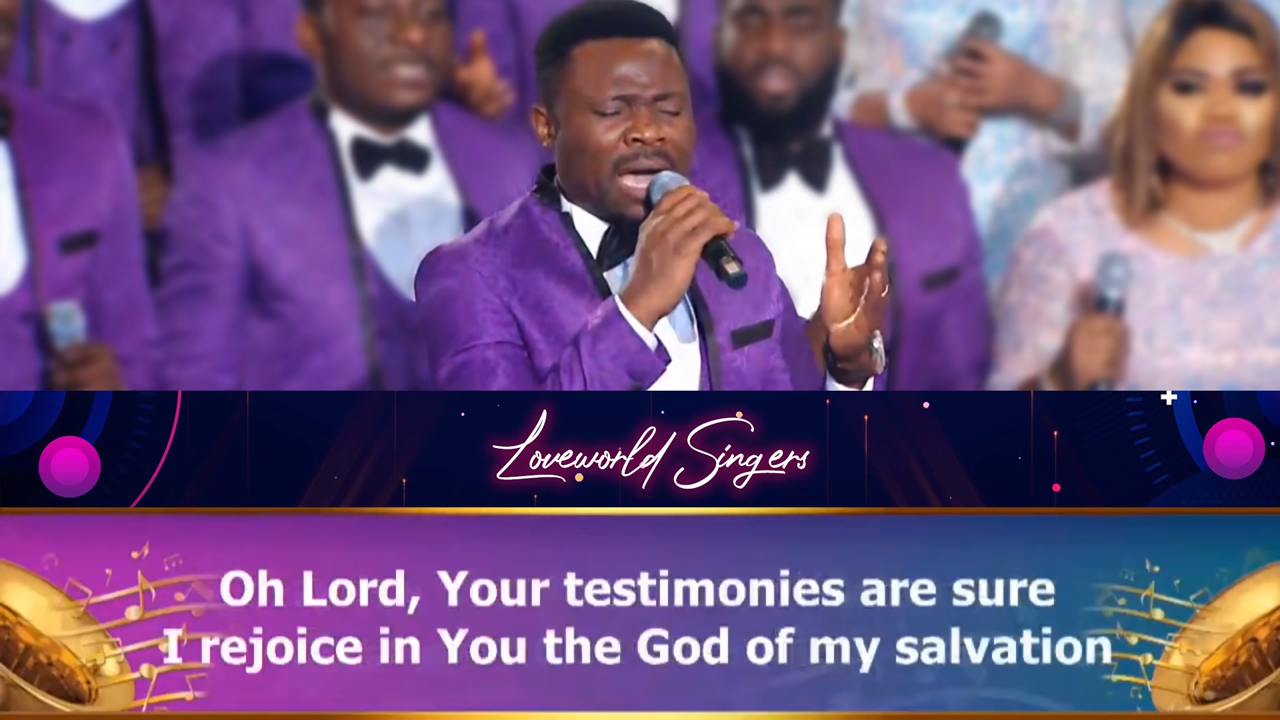 Loveworld Singers
Oh Lord, Your testimonies are sure
I rejoice in You the God of my salvation